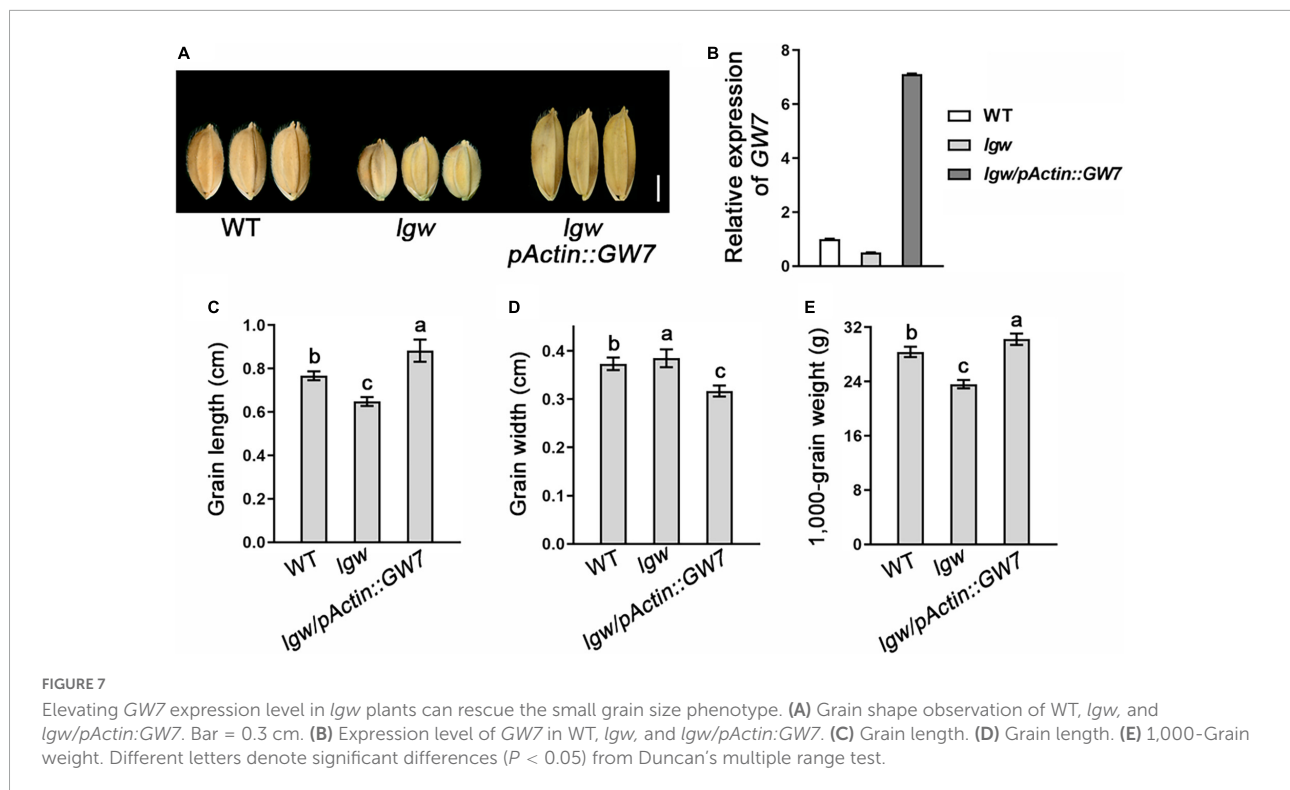 A
WT
lgw
lgw
pActin::GW7
B
Relative expression
of GW7
8
6
4
2
0
WT
lgw
lgw/pActin::GW7
C
Grain length (cm)
1.0
0.8
0.6
0.4
0.2
0.0
b
c
a
WT
lgw
lgw/pActin::GW7
D
Grain width (cm)
0.4
0.3
0.2
0.1
0.0
b
a
c
WT
lgw
lgw/pActin::GW7
E
1,000-grain weight (g)
32
24
16
8
0
b
c
a
WT
lgw
lgw/pActin::GW7
FIGURE 7
Elevating GW7 expression level in lgw plants can rescue the small grain size phenotype. (A) Grain shape observation of WT, lgw, and
lgw/pActin:GW7. Bar = 0.3 cm. (B) Expression level of GW7 in WT, lgw, and lgw/pActin:GW7. (C) Grain length. (D) Grain length. (E) 1,000-Grain
weight. Different letters denote significant differences (P < 0.05) from Duncan's multiple range test.